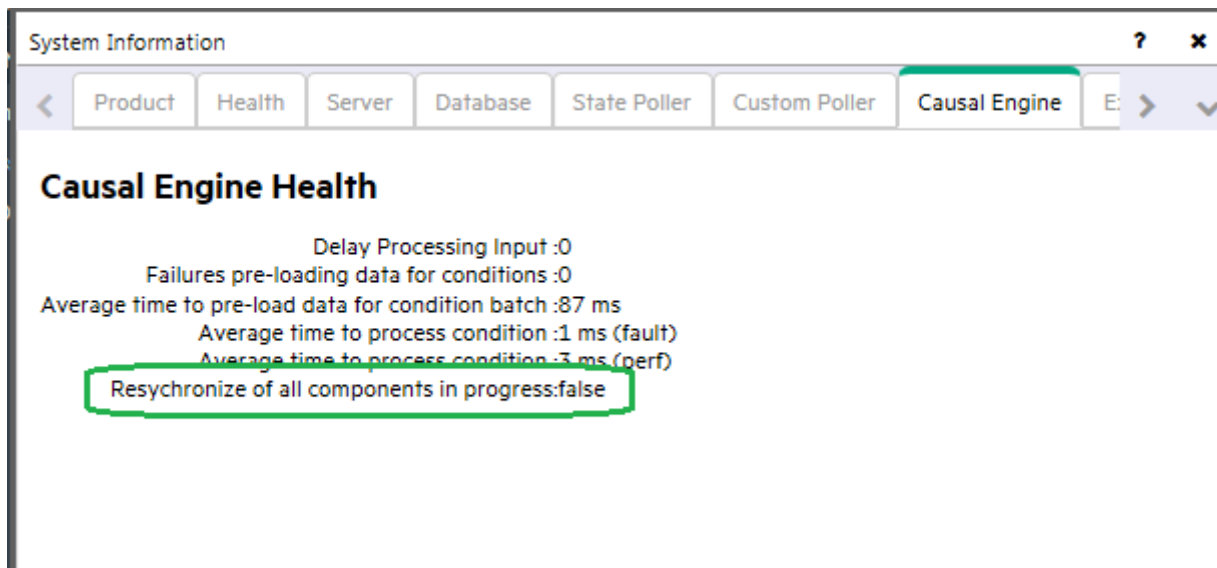 System Information ? ×
Product Health Server Database State Poller Custom Poller Causal Engine
Causal Engine Health
Delay Processing Input :0
Failures pre-loading data for conditions :0
Average time to pre-load data for condition batch :87 ms
Average time to process condition :1 ms (fault)
Average time to process condition :3 ms (perf)
Resychronize of all components in progress:false